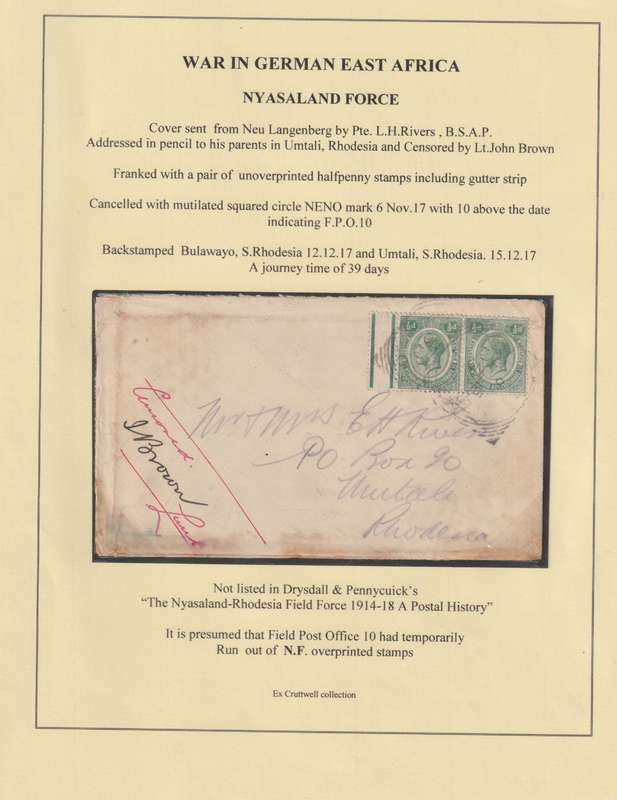 WAR IN GERMAN EAST AFRICA
NYASALAND FORCE
Cover sent from Neu Langenberg by Pte. L.H.Rivers , B.S.A.P.
Addressed in pencil to his parents in Umtali, Rhodesia and Censored by Lt.John Brown
Franked with a pair of unoverprinted halfpenny stamps including gutter strip
Cancelled with mutilated squared circle NENO mark 6 Nov.17 with 10 above the date
indicating F.P.O.10
Backstamped Bulawayo, S.Rhodesia 12.12.17 and Umtali, S.Rhodesia. 15.12.17
A journey time of 39 days
Censored.
JBrown
Lieut
Mr & Mrs E H Rivers
PO Box 90
Umtali
Rhodesia
Not listed in Drysdall & Pennycuick's
"The Nyasaland-Rhodesia Field Force 1914-18 A Postal History"
It is presumed that Field Post Office 10 had temporarily
Run out of N.F. overprinted stamps
Ex Cruttwell collection